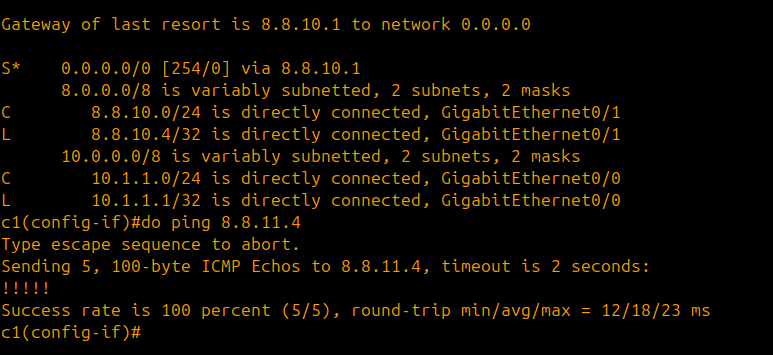 Gateway of last resort is 8.8.10.1 to network 0.0.0.0
S*    0.0.0.0/0 [254/0] via 8.8.10.1
      8.0.0.0/8 is variably subnetted, 2 subnets, 2 masks
C        8.8.10.0/24 is directly connected, GigabitEthernet0/1
L        8.8.10.4/32 is directly connected, GigabitEthernet0/1
      10.0.0.0/8 is variably subnetted, 2 subnets, 2 masks
C        10.1.1.0/24 is directly connected, GigabitEthernet0/0
L        10.1.1.1/32 is directly connected, GigabitEthernet0/0
c1(config-if)#do ping 8.8.11.4
Type escape sequence to abort.
Sending 5, 100-byte ICMP Echos to 8.8.11.4, timeout is 2 seconds:
!!!!!
Success rate is 100 percent (5/5), round-trip min/avg/max = 12/18/23 ms
c1(config-if)#